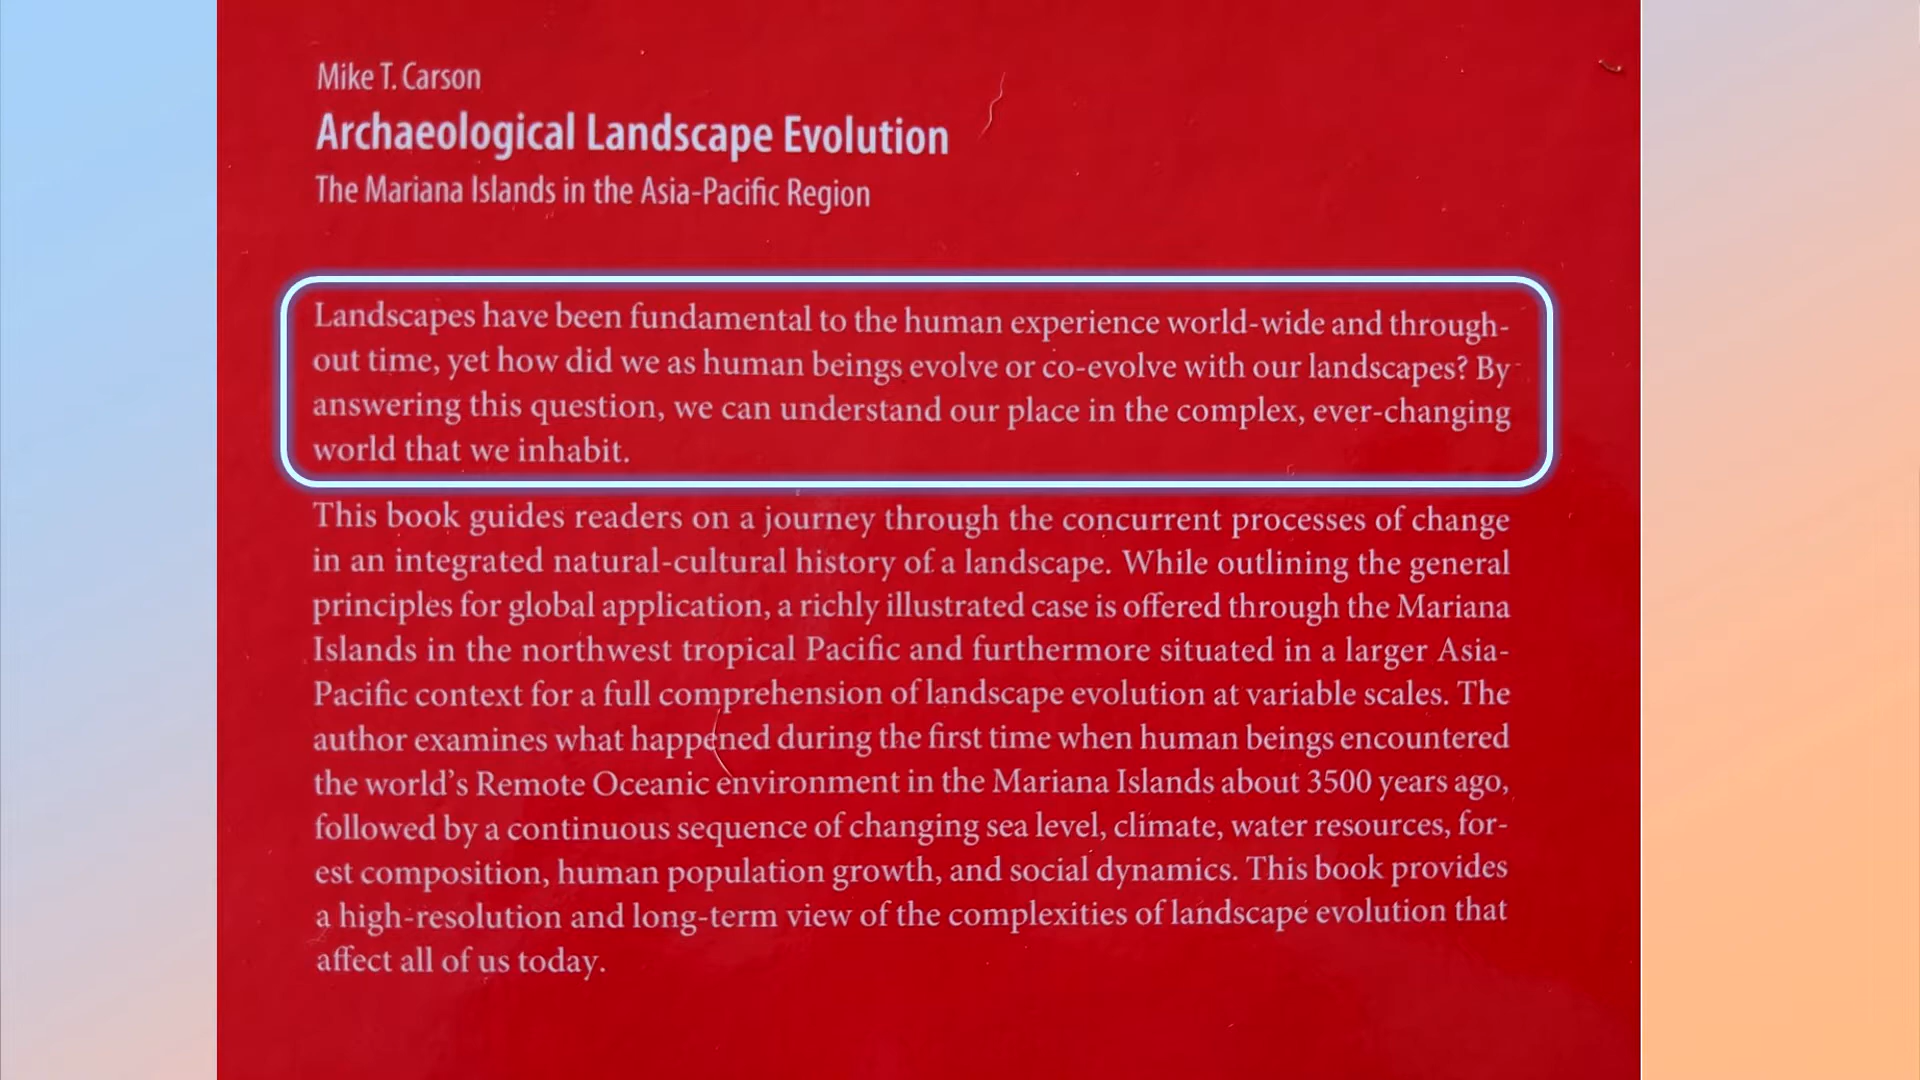 Mike T. Carson
Archaeological Landscape Evolution
The Mariana Islands in the Asia-Pacific Region
Landscapes have been fundamental to the human experience world-wide and through-
out time, yet how did we as human beings evolve or co-evolve with our landscapes? By
answering this question, we can understand our place in the complex, ever-changing
world that we inhabit.
This book guides readers on a journey through the concurrent processes of change
in an integrated natural-cultural history of a landscape. While outlining the general
principles for global application, a richly illustrated case is offered through the Mariana
Islands in the northwest tropical Pacific and furthermore situated in a larger Asia-
Pacific context for a full comprehension of landscape evolution at variable scales. The
author examines what happened during the first time when human beings encountered
the world’s Remote Oceanic environment in the Mariana Islands about 3500 years ago,
followed by a continuous sequence of changing sea level, climate, water resources, for-
est composition, human population growth, and social dynamics. This book provides
a high-resolution and long-term view of the complexities of landscape evolution that
affect all of us today.